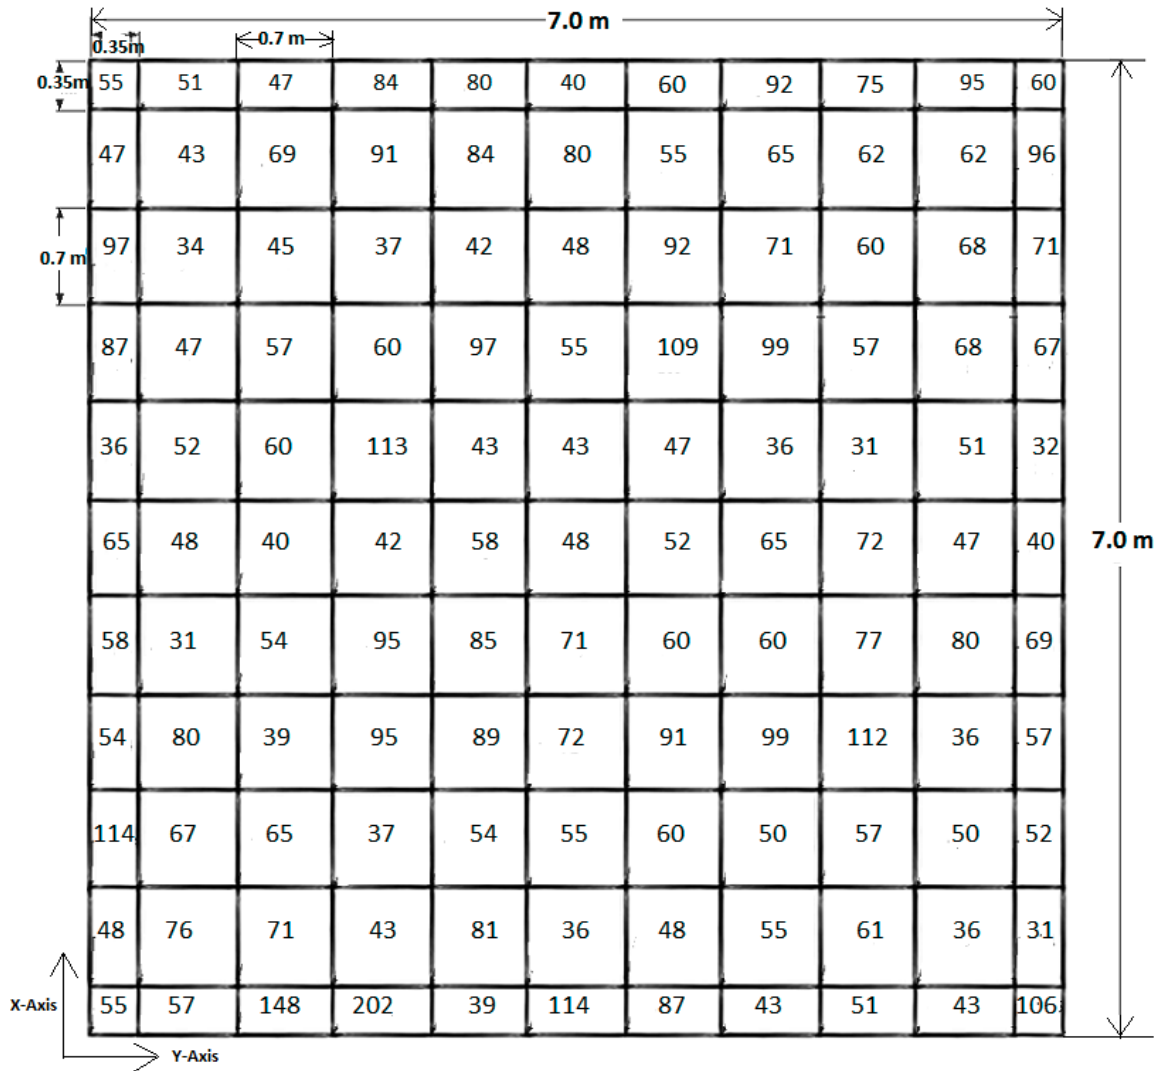 7.0 m
0.35m
0.7 m
0.35m 55 51 47 84 80 40 60 92 75 95 60
47 43 69 91 84 80 55 65 62 62 96
0.7 m 97 34 45 37 42 48 92 71 60 68 71
87 47 57 60 97 55 109 99 57 68 67
36 52 60 113 43 43 47 36 31 51 32
65 48 40 42 58 48 52 65 72 47 40 7.0 m
58 31 54 95 85 71 60 60 77 80 69
54 80 39 95 89 72 91 99 112 36 57
114 67 65 37 54 55 60 50 57 50 52
48 76 71 43 81 36 48 55 61 36 31
X-Axis 55 57 148 202 39 114 87 43 51 43 106
Y-Axis